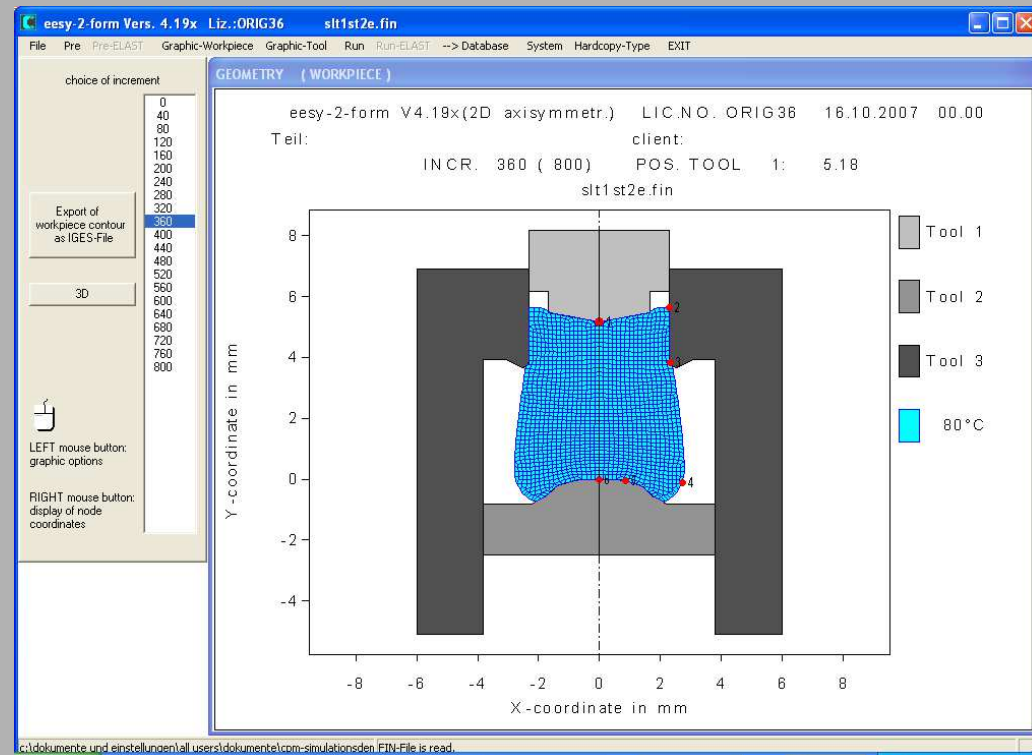 eesy-2-form Vers. 4.19x Liz.:ORIG36 slt1st2e.fin
File Pre Pre-ELAST Graphic-Workpiece Graphic-Tool Run Run-ELAST --> Database System Hardcopy-Type EXIT
choice of increment
0
40
80
120
160
200
240
280
320
360
400
440
480
520
560
600
640
680
720
760
800
Export of
workpiece contour
as IGES-File
3D
LEFT mouse button:
graphic options
RIGHT mouse button:
display of node
coordinates
GEOMETRY ( WORKPIECE )
eesy-2-form V4.19x(2D axisymmetr.) LIC.NO. ORIG36 16.10.2007 00.00
Teil: client:
INCR. 360 ( 800) POS. TOOL 1: 5.18
slt1st2e.fin
Y-coordinate in mm
8
6
4
2
0
-2
-4
1
2
3
4
5
6
-8 -6 -4 -2 0 2 4 6 8
X-coordinate in mm
Tool 1
Tool 2
Tool 3
80°C
c:\dokumente und einstellungen\all users\dokumente\cpm-simulationsden FIN-File is read.